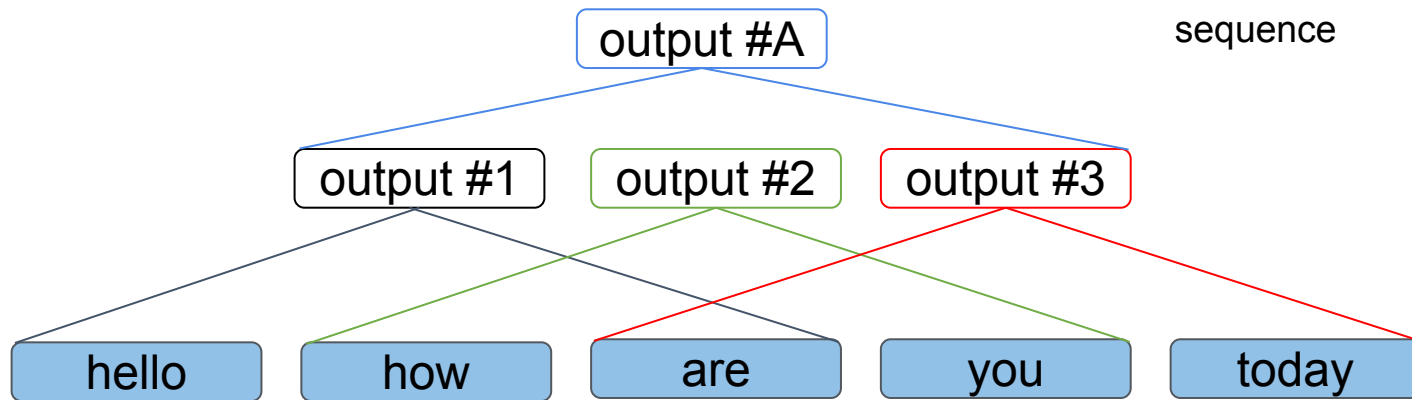 output #A
sequence
output #1
output #2
output #3
hello
how
are
you
today